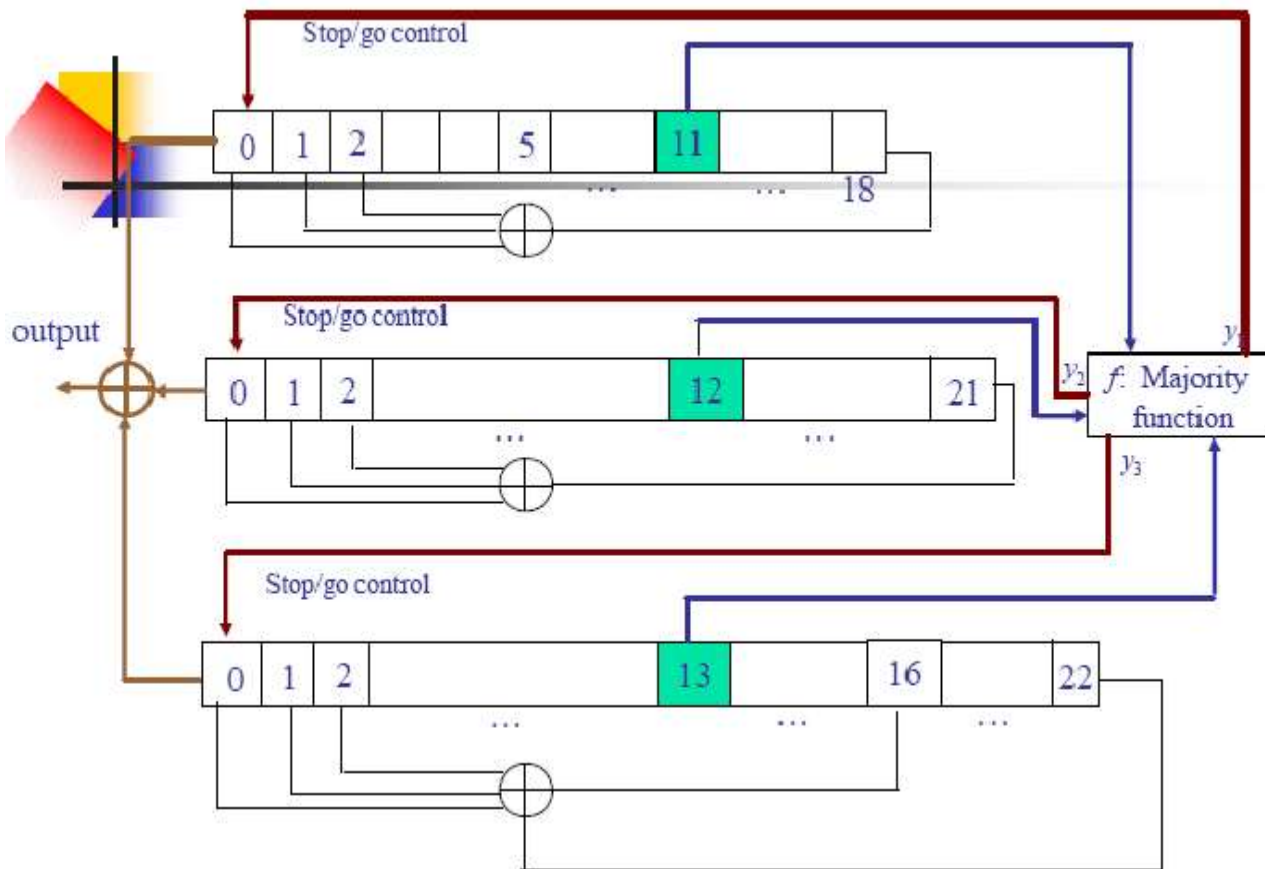 Stop/go control
0 1 2 5 11
... ... 18
Stop/go control
output
y1
y2
f: Majority
function
0 1 2 12 21
... ...
y3
Stop/go control
0 1 2 13 16 22
... ... ...